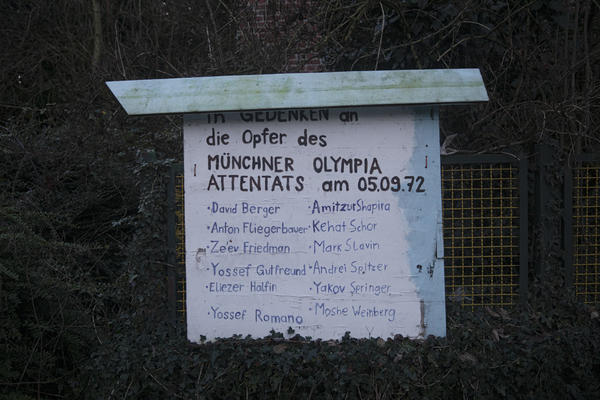 in GEDENKEN an
die Opfer des
MÜNCHNER OLYMPIA
ATTENTATS am 05.09.72
• David Berger
• Anton Fliegerbauer
• Ze'ev Friedman
• Yossef Gutfreund
• Eliezer Halfin
• Yossef Romano
• Amitzur Shapira
• Kehat Schor
• Mark Slavin
• Andrei Spitzer
• Yakov Springer
• Moshe Weinberg